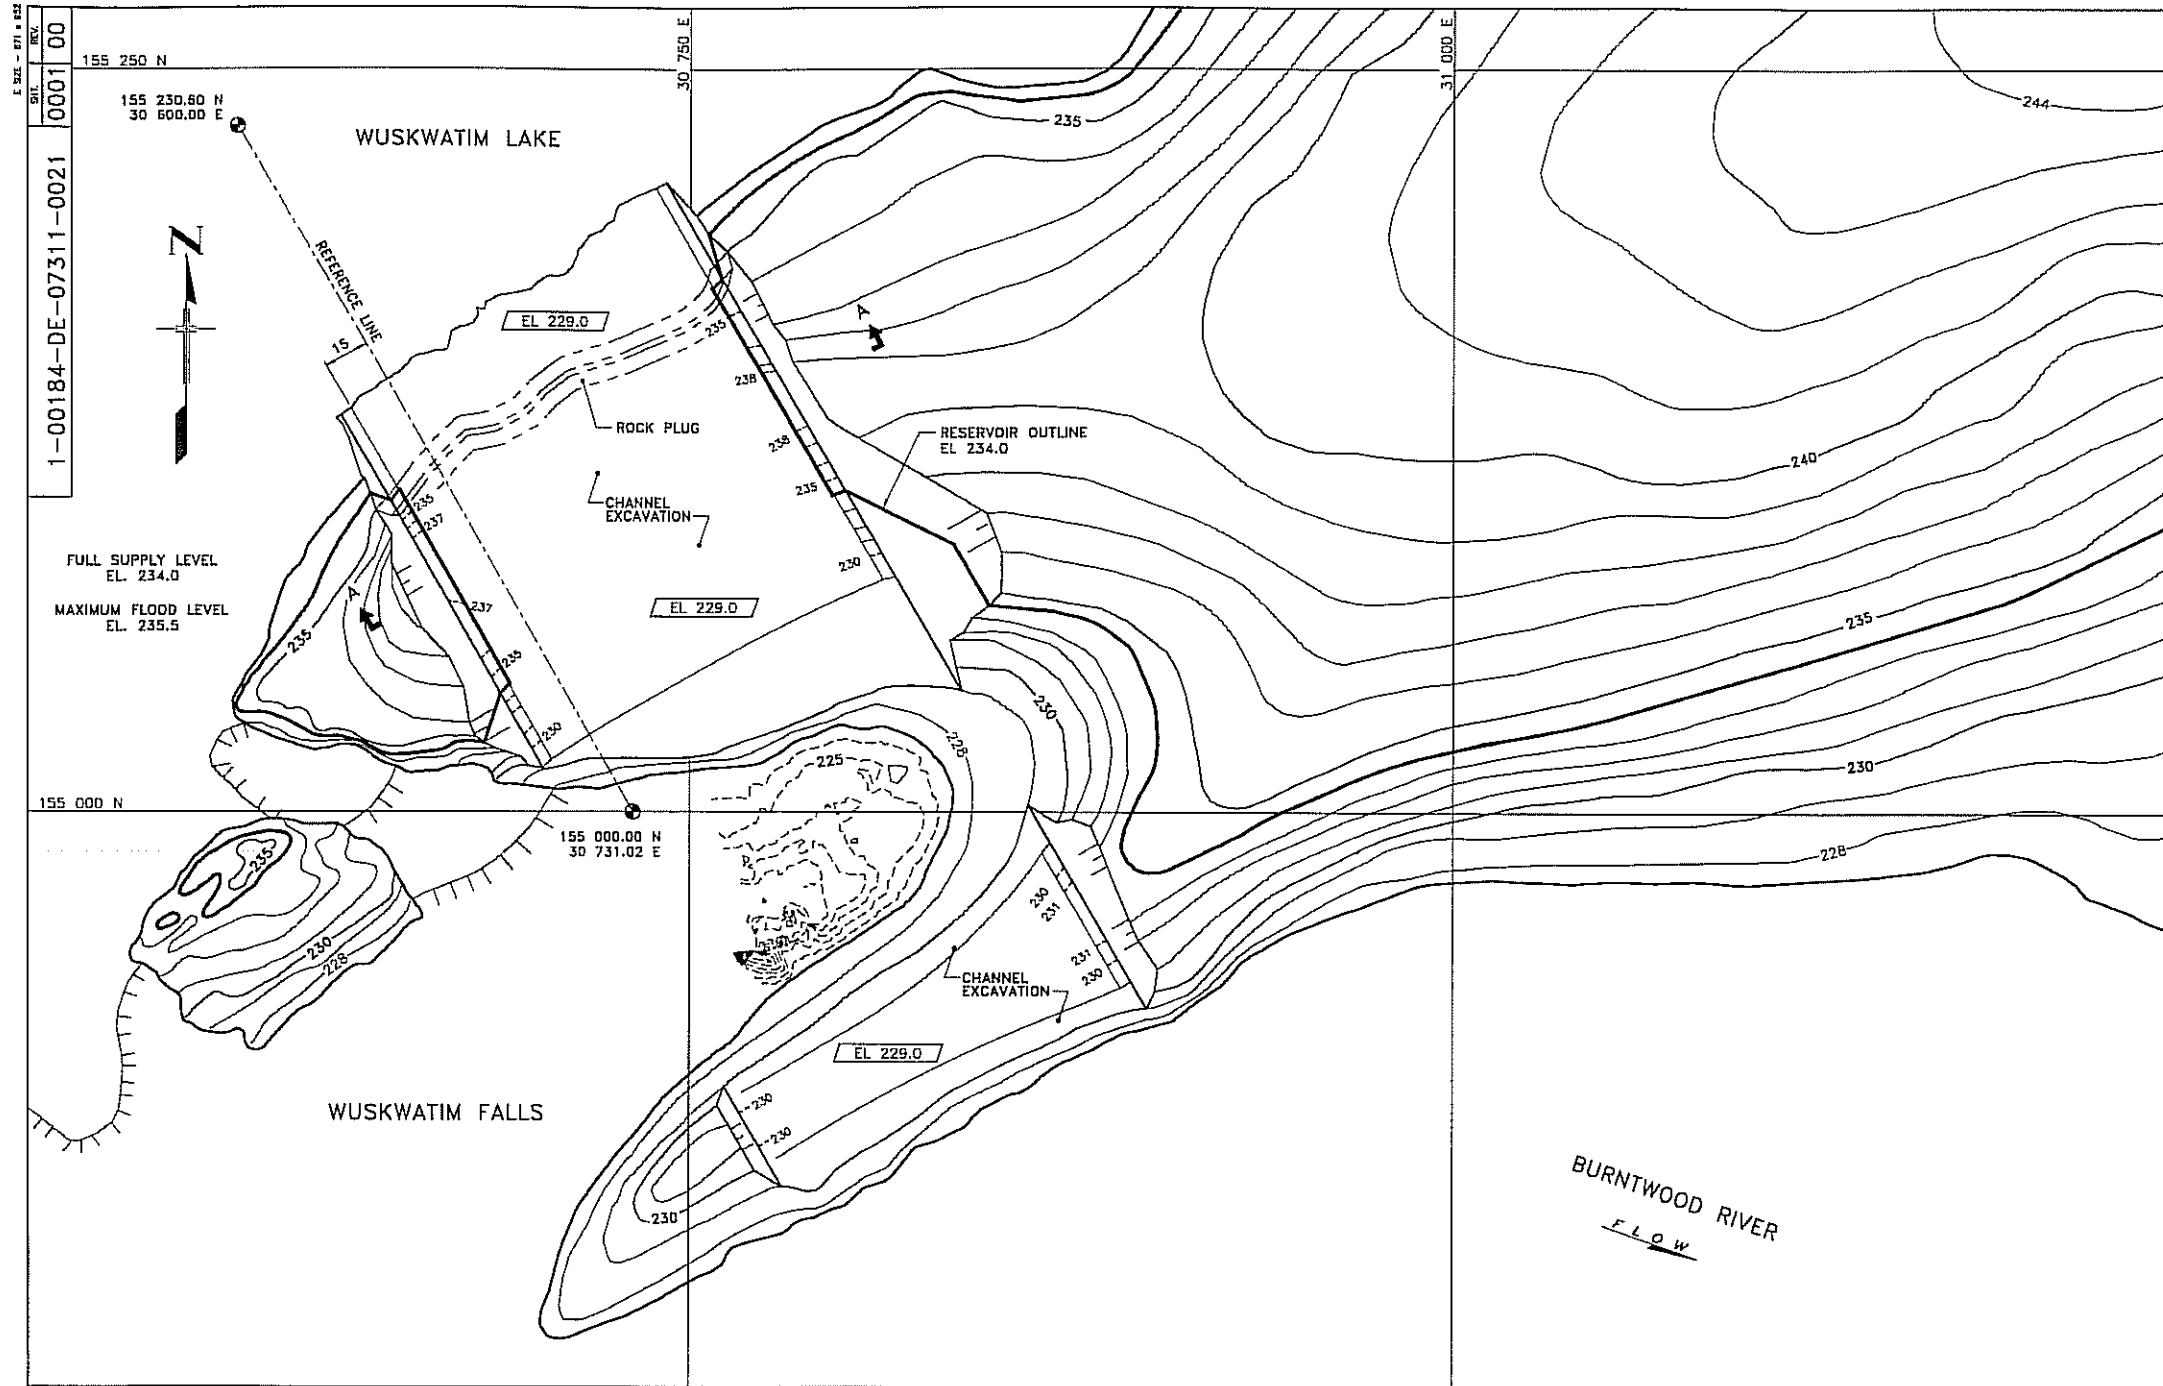 E SIZE - 871 x 652
SHT.
REV.
0001
00
1-00184-DE-07311-0021
155 250 N
30 750 E
31 000 E
155 230.60 N
30 600.00 E
WUSKWATIM LAKE
N
REFERENCE LINE
15
EL 229.0
235
244
A
235
238
ROCK PLUG
238
RESERVOIR OUTLINE
EL 234.0
240
235
235
237
CHANNEL
EXCAVATION
FULL SUPPLY LEVEL
EL. 234.0
MAXIMUM FLOOD LEVEL
EL. 235.5
230
A
237
EL 229.0
235
235
235
230
230
228
225
230
155 000 N
155 000.00 N
30 731.02 E
235
228
230
231
230
228
231
230
CHANNEL
EXCAVATION
EL 229.0
WUSKWATIM FALLS
230
230
230
BURNTWOOD RIVER
FLOW